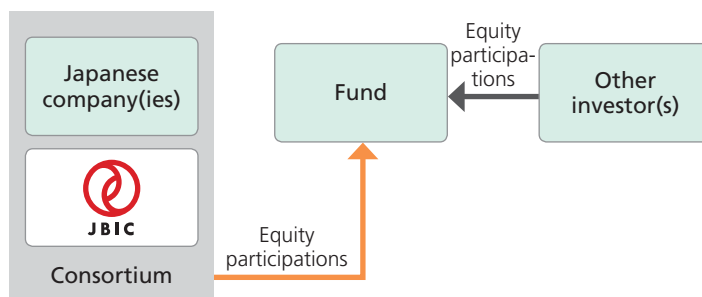 Japanese
company(ies)
JBIC
Consortium
Equity
participations
Fund
Equity
participa-
tions
Other
investor(s)